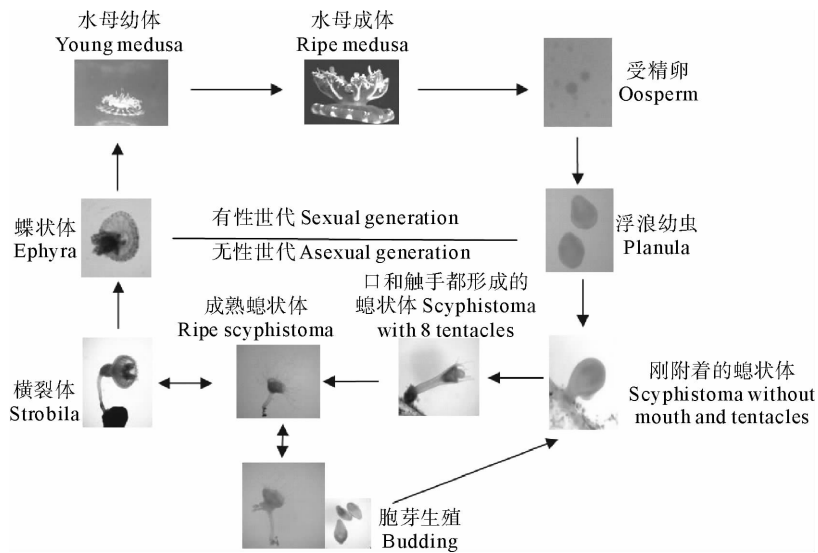 水母幼体
Young medusa
水母成体
Ripe medusa
受精卵
Oosperm
蝶状体
Ephyra
有性世代 Sexual generation
无性世代 Asexual generation
浮浪幼虫
Planula
口和触手都形成的
螅状体 Scyphistoma
with 8 tentacles
成熟螅状体
Ripe scyphistoma
横裂体
Strobila
刚附着的螅状体
Scyphistoma without
mouth and tentacles
胞芽生殖
Budding